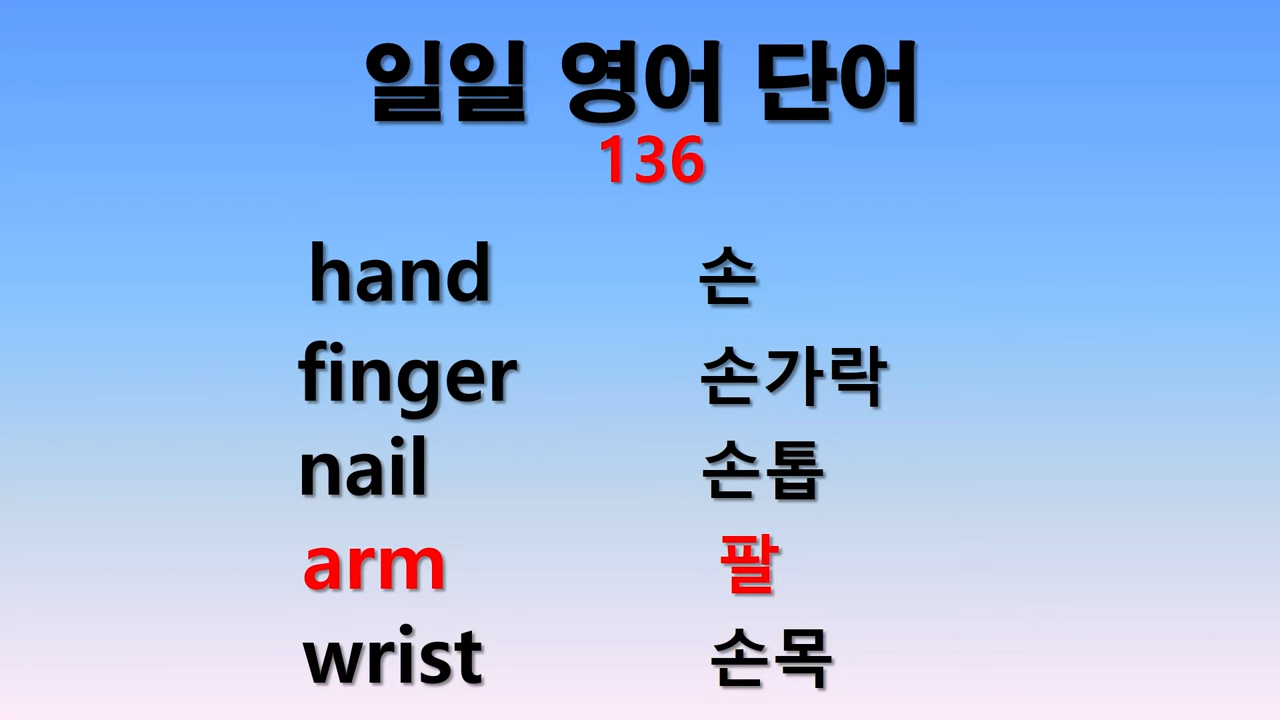 일일 영어 단어
136
hand 손
finger 손가락
nail 손톱
arm 팔
wrist 손목